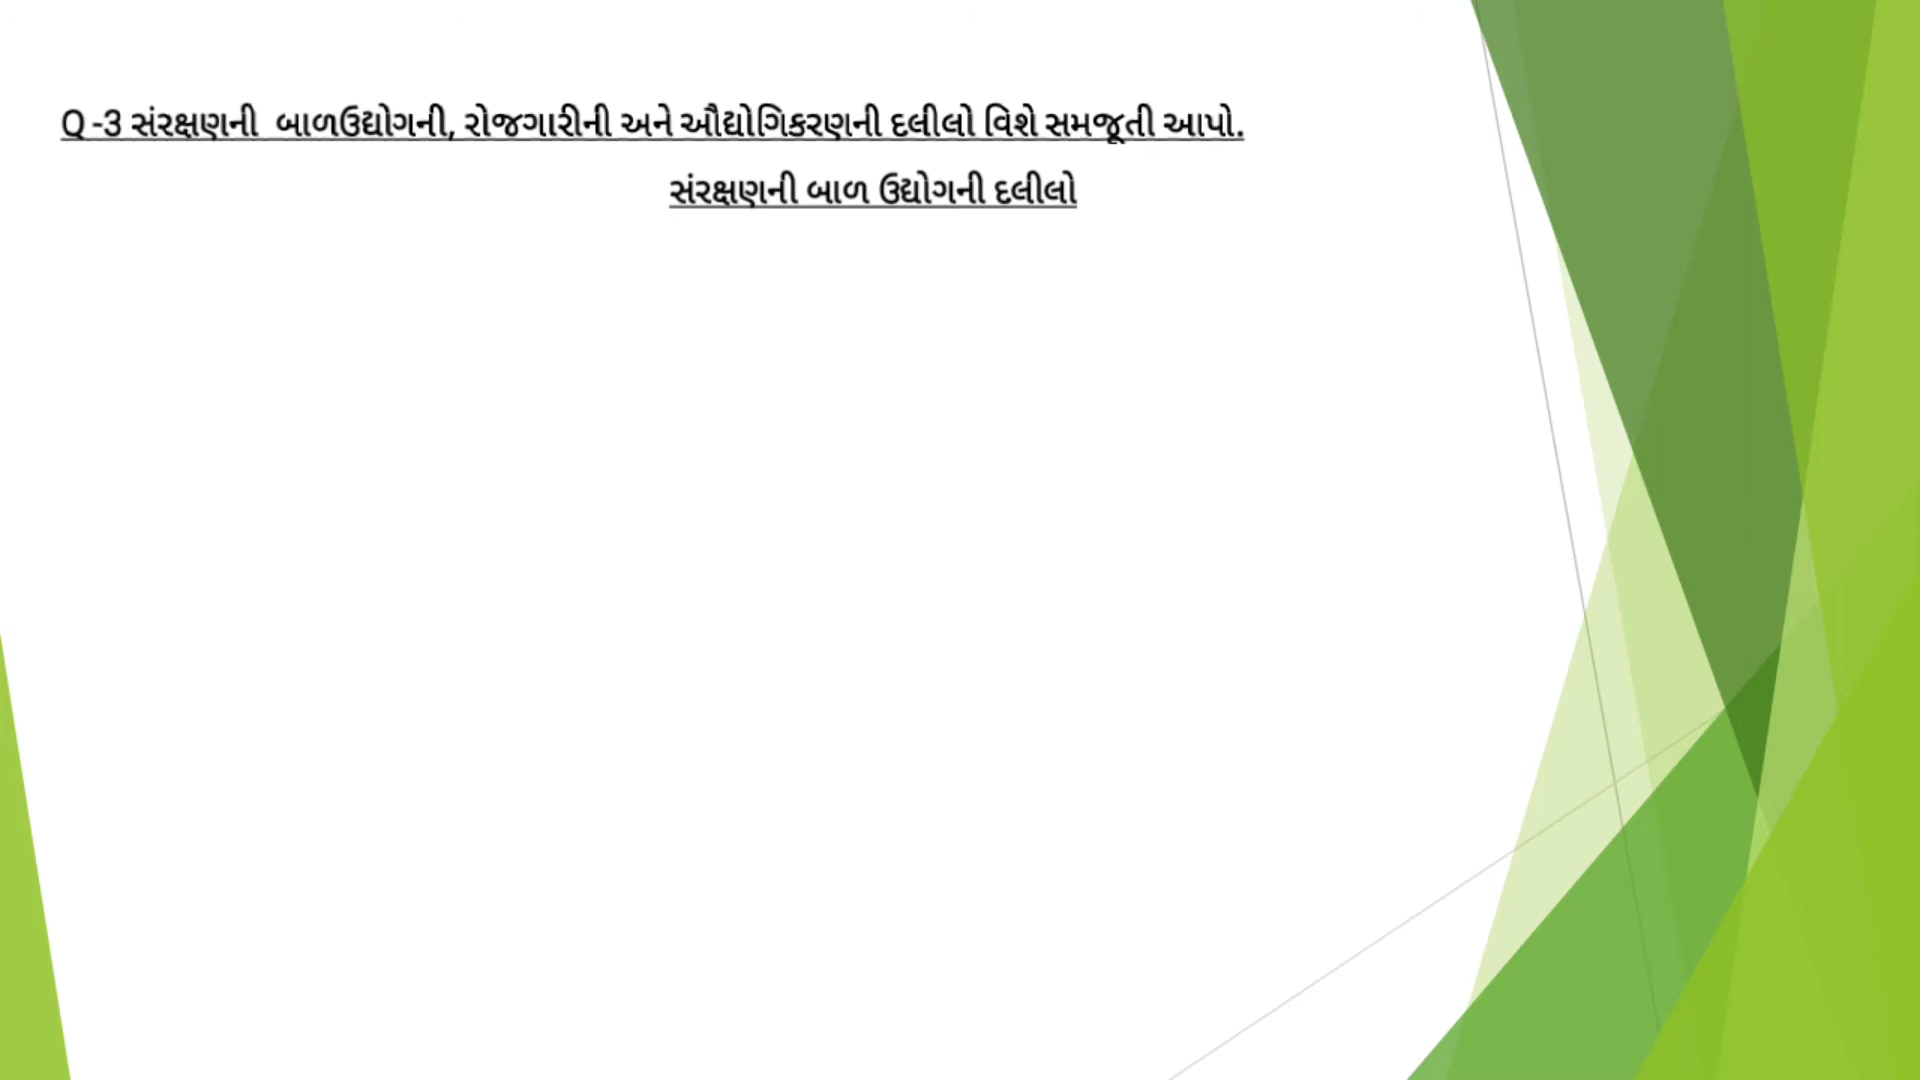 Q -3 સંરક્ષણની  બાળઉદ્યોગની, રોજગારીની અને ઔદ્યોગિકરણની દલીલો વિશે સમજૂતી આપો.
સંરક્ષણની બાળ ઉદ્યોગની દલીલો